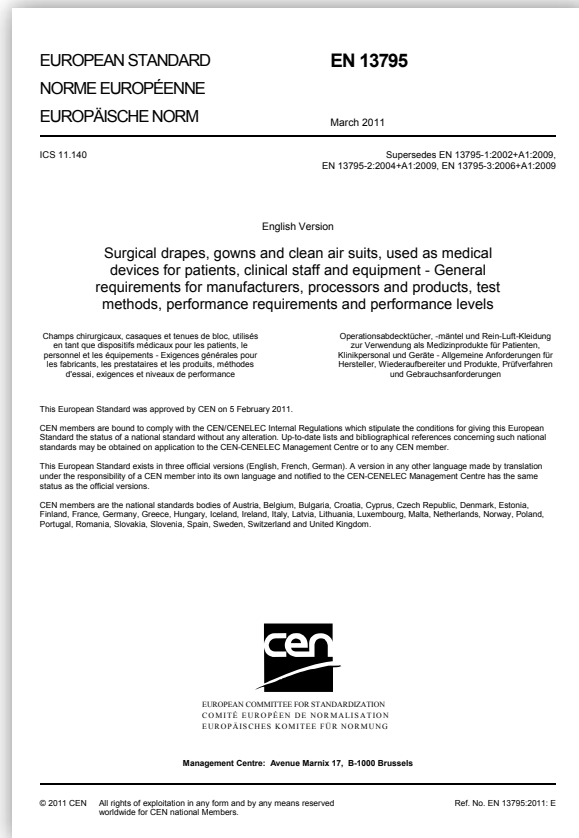 EUROPEAN STANDARD
NORME EUROPÉENNE
EUROPÄISCHE NORM
EN 13795
March 2011
ICS 11.140
Supersedes EN 13795-1:2002+A1:2009,
EN 13795-2:2004+A1:2009, EN 13795-3:2006+A1:2009
English Version
Surgical drapes, gowns and clean air suits, used as medical
devices for patients, clinical staff and equipment - General
requirements for manufacturers, processors and products, test
methods, performance requirements and performance levels
Champs chirurgicaux, casaques et tenues de bloc, utilisés
en tant que dispositifs médicaux pour les patients, le
personnel et les équipements - Exigences générales pour
les fabricants, les prestataires et les produits, méthodes
d'essai, exigences et niveaux de performance
Operationsabdecktücher, -mäntel und Rein-Luft-Kleidung
zur Verwendung als Medizinprodukte für Patienten,
Klinikpersonal und Geräte - Allgemeine Anforderungen für
Hersteller, Wiederaufbereiter und Produkte, Prüfverfahren
und Gebrauchsanforderungen
This European Standard was approved by CEN on 5 February 2011.
CEN members are bound to comply with the CEN/CENELEC Internal Regulations which stipulate the conditions for giving this European
Standard the status of a national standard without any alteration. Up-to-date lists and bibliographical references concerning such national
standards may be obtained on application to the CEN-CENELEC Management Centre or to any CEN member.
This European Standard exists in three official versions (English, French, German). A version in any other language made by translation
under the responsibility of a CEN member into its own language and notified to the CEN-CENELEC Management Centre has the same
status as the official versions.
CEN members are the national standards bodies of Austria, Belgium, Bulgaria, Croatia, Cyprus, Czech Republic, Denmark, Estonia,
Finland, France, Germany, Greece, Hungary, Iceland, Ireland, Italy, Latvia, Lithuania, Luxembourg, Malta, Netherlands, Norway, Poland,
Portugal, Romania, Slovakia, Slovenia, Spain, Sweden, Switzerland and United Kingdom.
cen
EUROPEAN COMMITTEE FOR STANDARDIZATION
COMITÉ EUROPÉEN DE NORMALISATION
EUROPÄISCHES KOMITEE FÜR NORMUNG
Management Centre: Avenue Marnix 17, B-1000 Brussels
© 2011 CEN All rights of exploitation in any form and by any means reserved
worldwide for CEN national Members.
Ref. No. EN 13795:2011: E